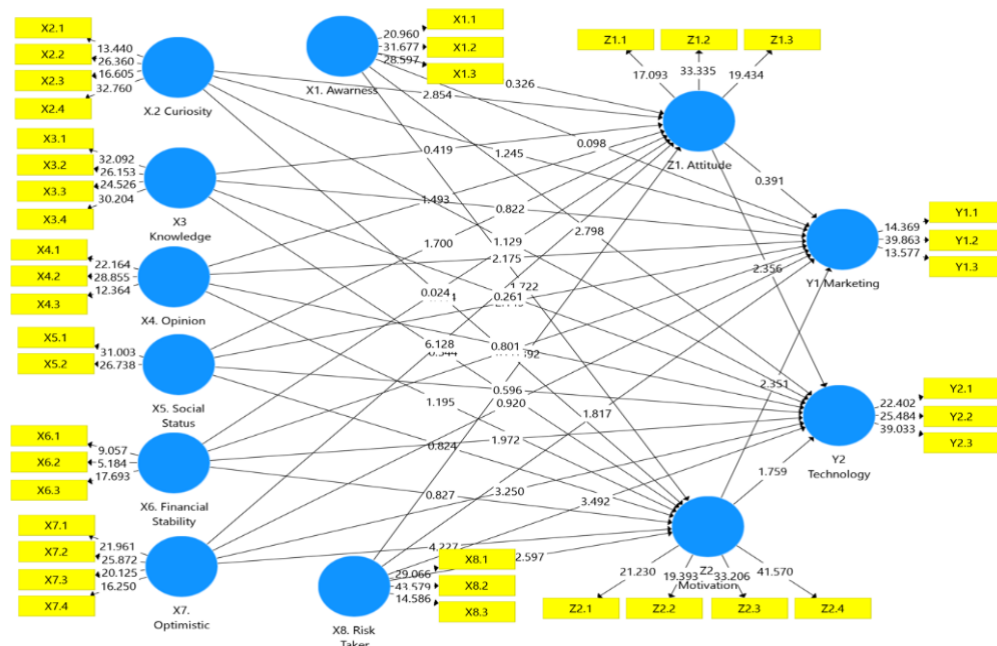 X2.1
X2.2
X2.3
X2.4
13.440
26.360
16.605
32.760
X.2 Curiosity
20.960
31.677
28.597
X1.1
X1.2
X1.3
X1. Awarness
Z1.1
Z1.2
Z1.3
17.093
33.335
19.434
Z1. Attitude
0.326
2.854
0.419
1.245
0.098
0.391
X3.1
X3.2
X3.3
X3.4
32.092
26.153
24.526
30.204
X3
Knowledge
1.493
0.822
1.700
1.129
2.798
2.175
2.356
Y1.1
Y1.2
Y1.3
14.369
39.863
13.577
Y1 Marketing
X4.1
X4.2
X4.3
22.164
28.855
12.364
X4. Opinion
0.024
0.261
6.128
0.801
X5.1
X5.2
31.003
26.738
X5. Social
Status
0.596
0.920
1.195
1.817
2.351
Y2.1
Y2.2
Y2.3
22.402
25.484
39.033
Y2
Technology
X6.1
X6.2
X6.3
9.057
5.184
17.693
X6. Financial
Stability
0.824
1.972
0.827
3.250
3.492
1.759
X7.1
X7.2
X7.3
X7.4
21.961
25.872
20.125
16.250
X7.
Optimistic
4.227
2.597
X8.1
X8.2
X8.3
29.066
43.579
14.586
X8. Risk
Taker
21.230
19.393
33.206
41.570
Z2
Motivation
Z2.1
Z2.2
Z2.3
Z2.4